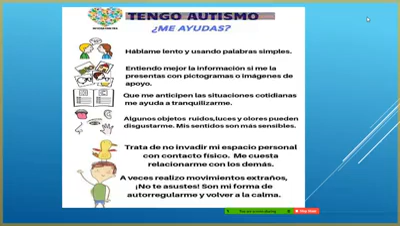 TENGO AUTISMO
¿ME AYUDAS?
Háblame lento y usando palabras simples.
Entiendo mejor la información si me la
presentas con pictogramas o imágenes de
apoyo.
Que me anticipen las situaciones cotidianas
me ayuda a tranquilizarme.
Algunos objetos ruidos,luces y olores pueden
disgustarme. Mis sentidos son más sensibles.
Trata de no invadir mi espacio personal
con contacto físico. Me cuesta
relacionarme con los demás.
A veces realizo movimientos extraños,
¡No te asustes! Son mi forma de
autorregularme y volver a la calma.